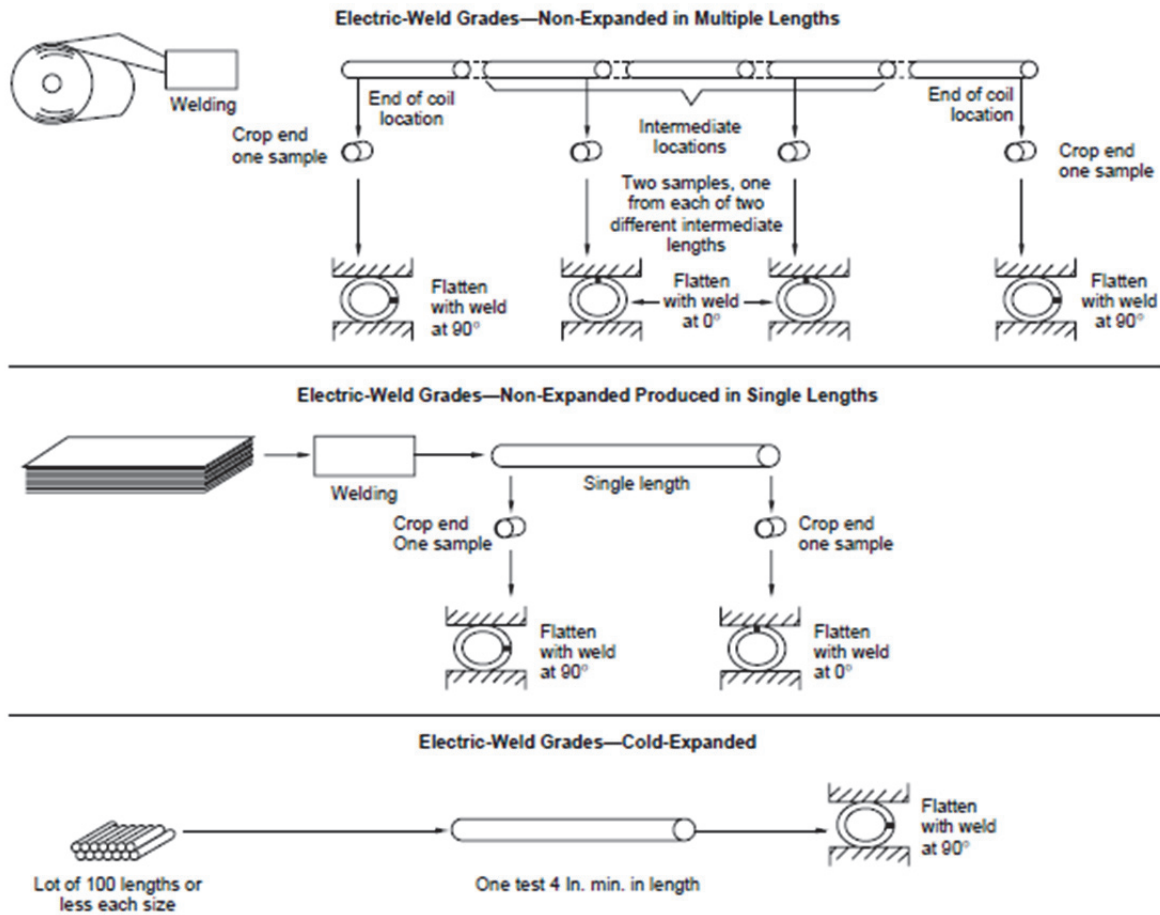 Electric-Weld Grades—Non-Expanded in Multiple Lengths
Welding
End of coil
location
Crop end
one sample
Intermediate
locations
Two samples, one
from each of two
different intermediate
lengths
End of coil
location
Crop end
one sample
Flatten
with weld
at 90°
Flatten
with weld
at 0°
Flatten
with weld
at 90°
Electric-Weld Grades—Non-Expanded Produced in Single Lengths
Welding
Single length
Crop end
One sample
Crop end
one sample
Flatten
with weld
at 90°
Flatten
with weld
at 0°
Electric-Weld Grades—Cold-Expanded
Lot of 100 lengths or
less each size
One test 4 In. min. in length
Flatten
with weld
at 90°